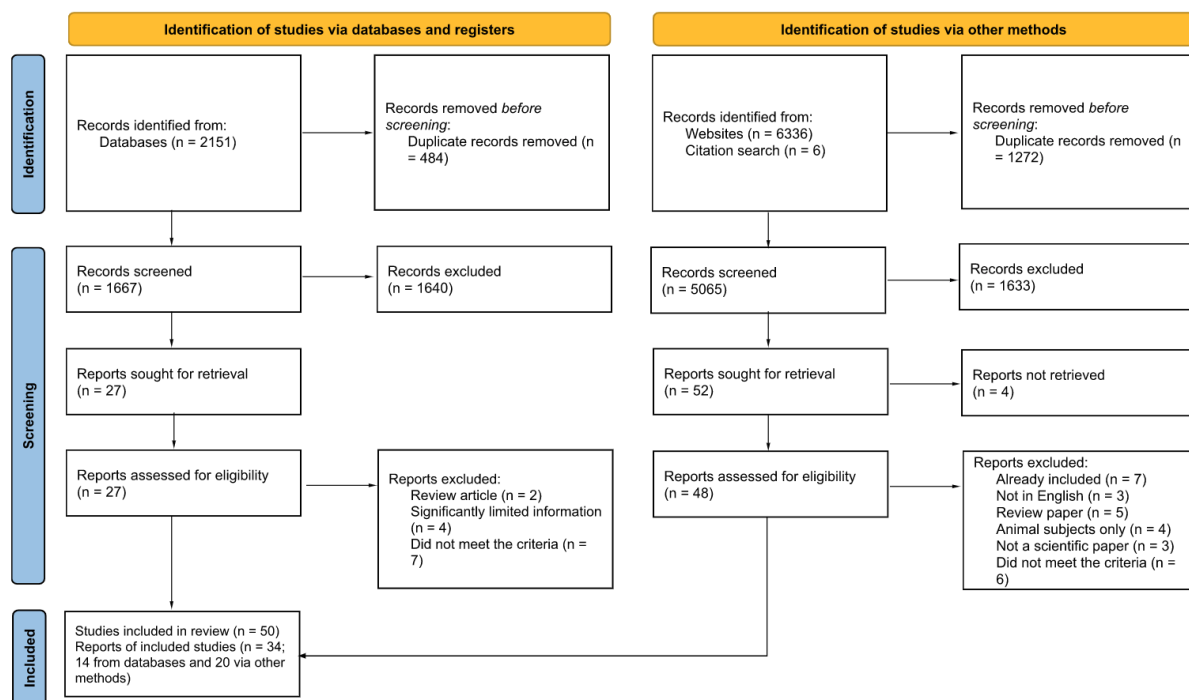 Identification of studies via databases and registers
Identification of studies via other methods
Identification
Records identified from:
Databases (n = 2151)
Records removed before
screening:
Duplicate records removed (n
= 484)
Records identified from:
Websites (n = 6336)
Citation search (n = 6)
Records removed before
screening:
Duplicate records removed (n
= 1272)
Screening
Records screened
(n = 1667)
Records excluded
(n = 1640)
Records screened
(n = 5065)
Records excluded
(n = 1633)
Reports sought for retrieval
(n = 27)
Reports sought for retrieval
(n = 52)
Reports not retrieved
(n = 4)
Reports assessed for eligibility
(n = 27)
Reports excluded:
Review article (n = 2)
Significantly limited information
(n = 4)
Did not meet the criteria (n =
7)
Reports assessed for eligibility
(n = 48)
Reports excluded:
Already included (n = 7)
Not in English (n = 3)
Review paper (n = 5)
Animal subjects only (n = 4)
Not a scientific paper (n = 3)
Did not meet the criteria (n =
6)
Included
Studies included in review (n = 50)
Reports of included studies (n = 34;
14 from databases and 20 via other
methods)